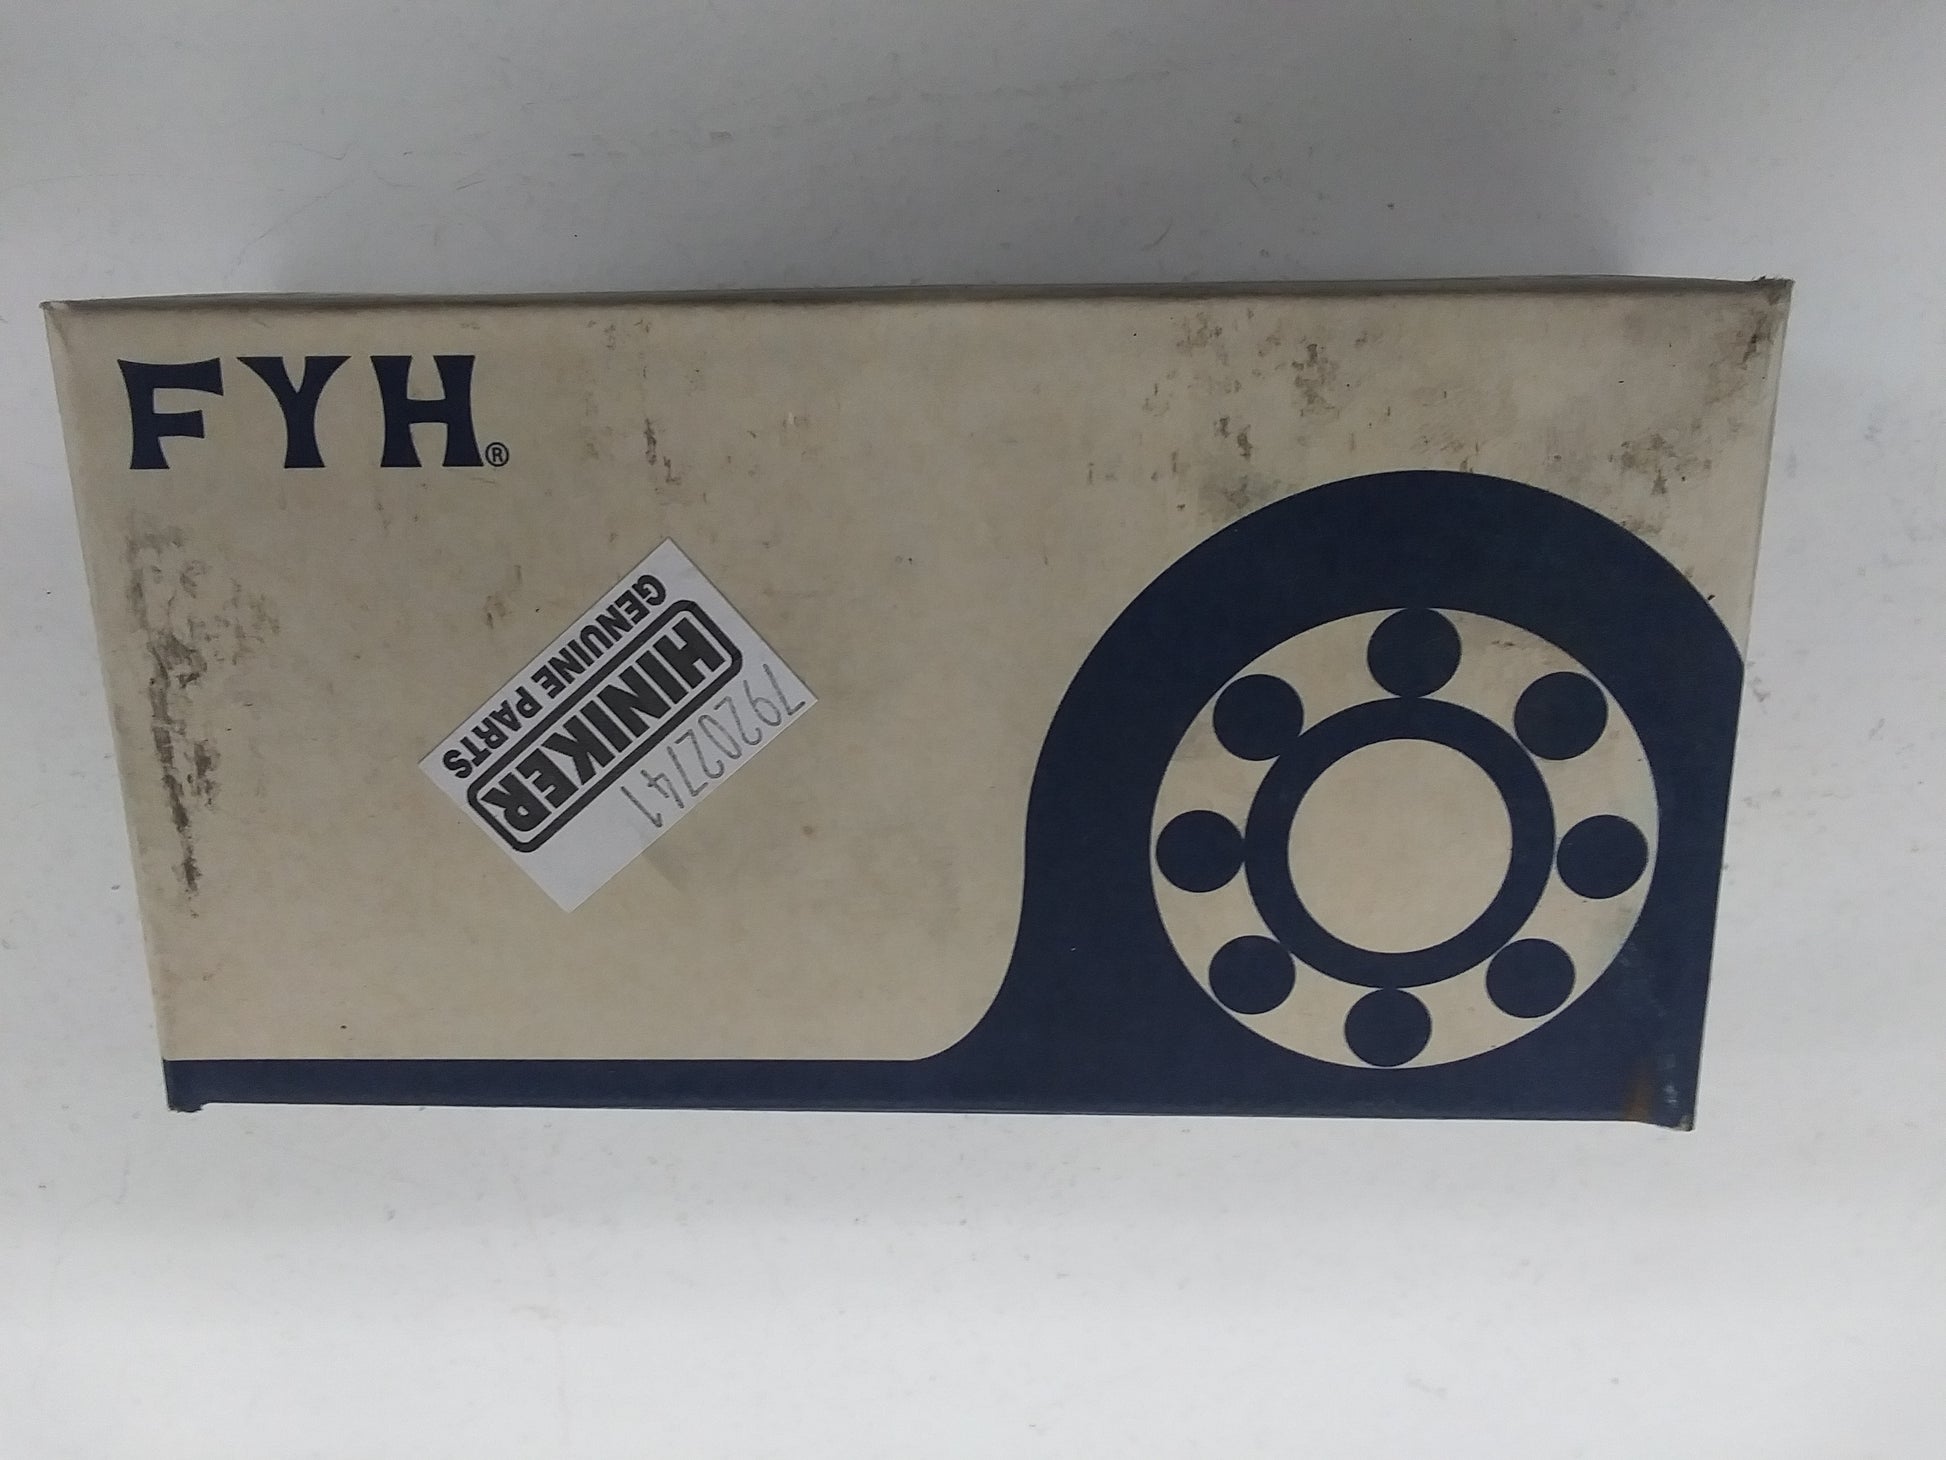 FYH®
GENUINE PARTS
HINIKER
79202741